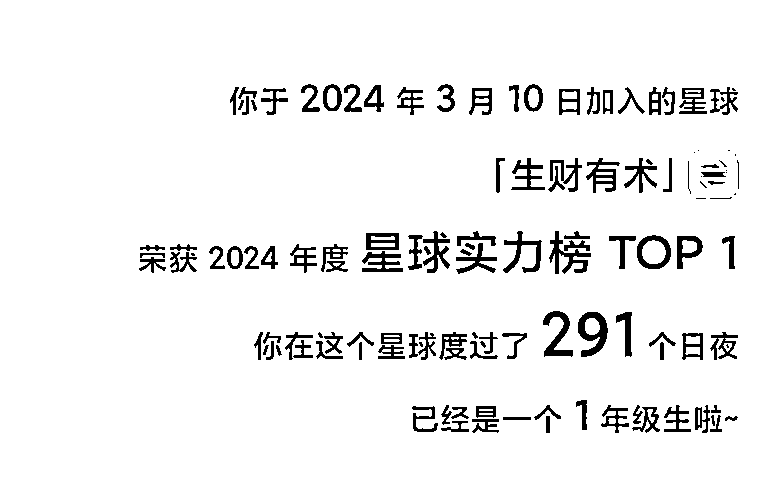 你于 2024 年 3 月 10 日加入的星球
「生财有术」
荣获 2024 年度 星球实力榜 TOP 1
你在这个星球度过了 291 个日夜
已经是一个 1 年级生啦~